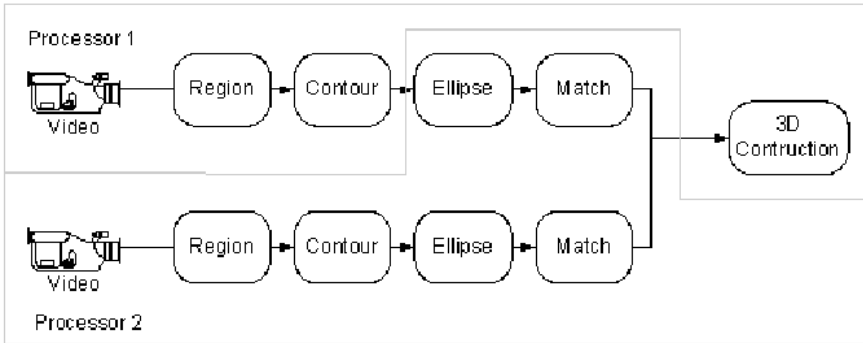 Processor 1
Video
Region
Contour
Ellipse
Match
3D
Contruction
Video
Region
Contour
Ellipse
Match
Processor 2